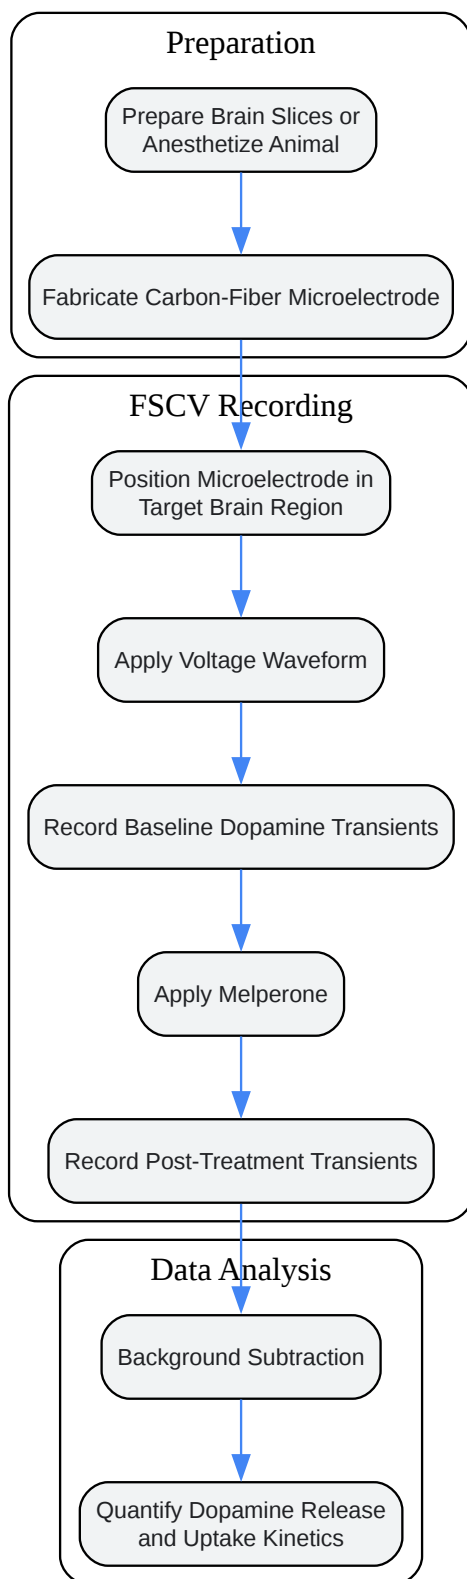 Preparation
Prepare Brain Slices or
Anesthetize Animal
Fabricate Carbon-Fiber Microelectrode
FSCV Recording
Position Microelectrode in
Target Brain Region
Apply Voltage Waveform
Record Baseline Dopamine Transients
Apply Melperone
Record Post-Treatment Transients
Data Analysis
Background Subtraction
Quantify Dopamine Release
and Uptake Kinetics